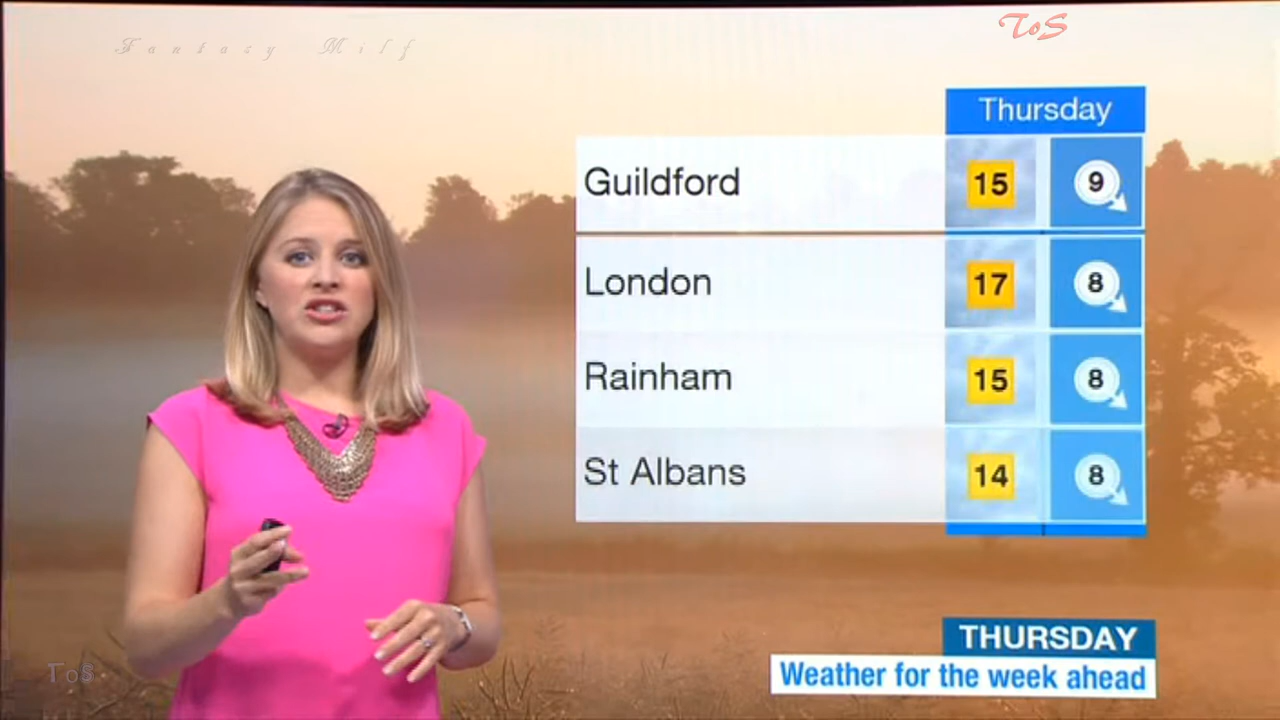 Fantasy Milf
ToS
Thursday
Guildford 15 9
London 17 8
Rainham 15 8
St Albans 14 8
THURSDAY
Weather for the week ahead
ToS